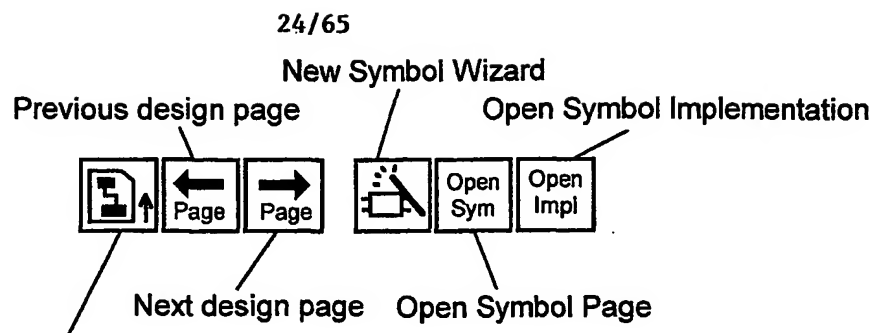 24/65
New Symbol Wizard
Previous design page
Open Symbol Implementation
Page
Page
Open
Sym
Open
Impl
Next design page
Open Symbol Page